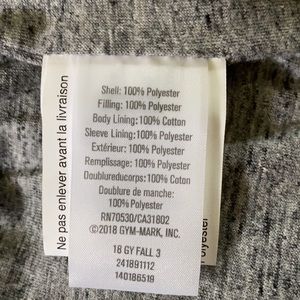 Shell: 100% Polyester
Filling: 100% Polyester
Body Lining: 100% Cotton
Sleeve Lining: 100% Polyester
Extérieur: 100% Polyester
Remplissage: 100% Polyester
Doublureducorps: 100% Coton
Doublure de manche:
100% Polyester
RN70530/CA31802
©2018 GYM-MARK, INC.
18 GY FALL 3
241891112
140186519
Ne pas enlever avant la livraison